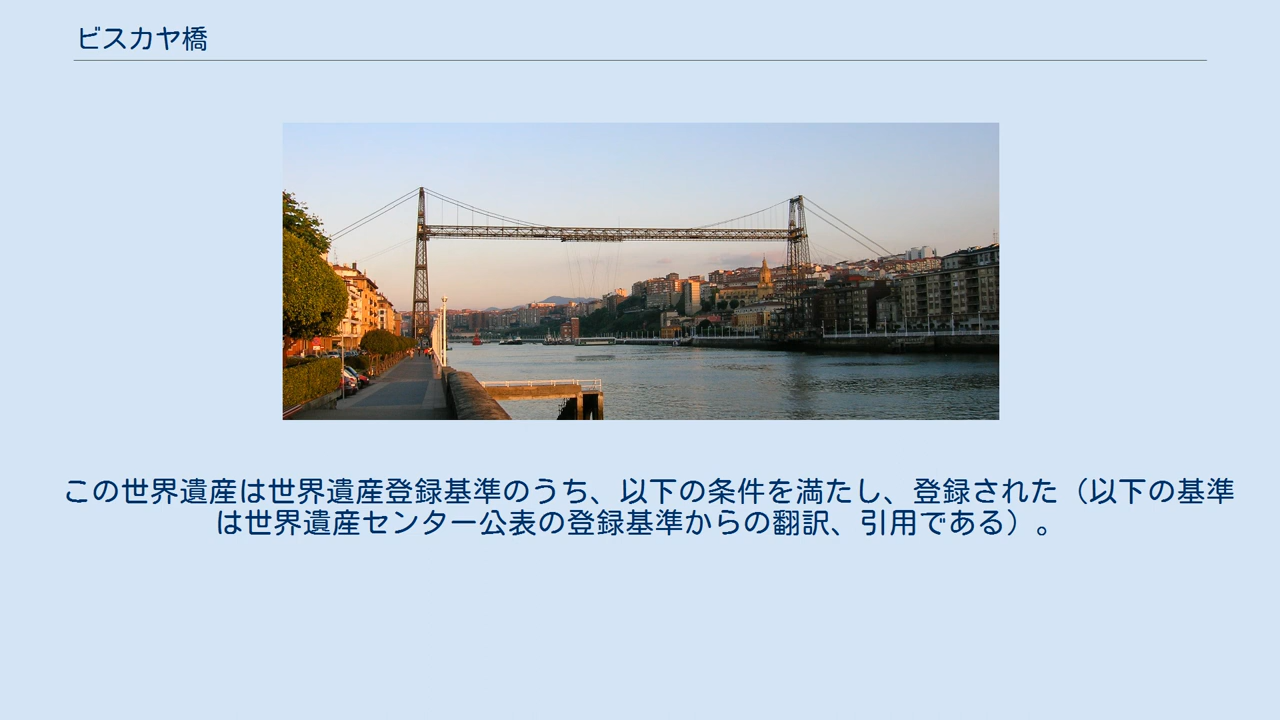 ビスカヤ橋
この世界遺産は世界遺産登録基準のうち、以下の条件を満たし、登録された（以下の基準
は世界遺産センター公表の登録基準からの翻訳、引用である）。